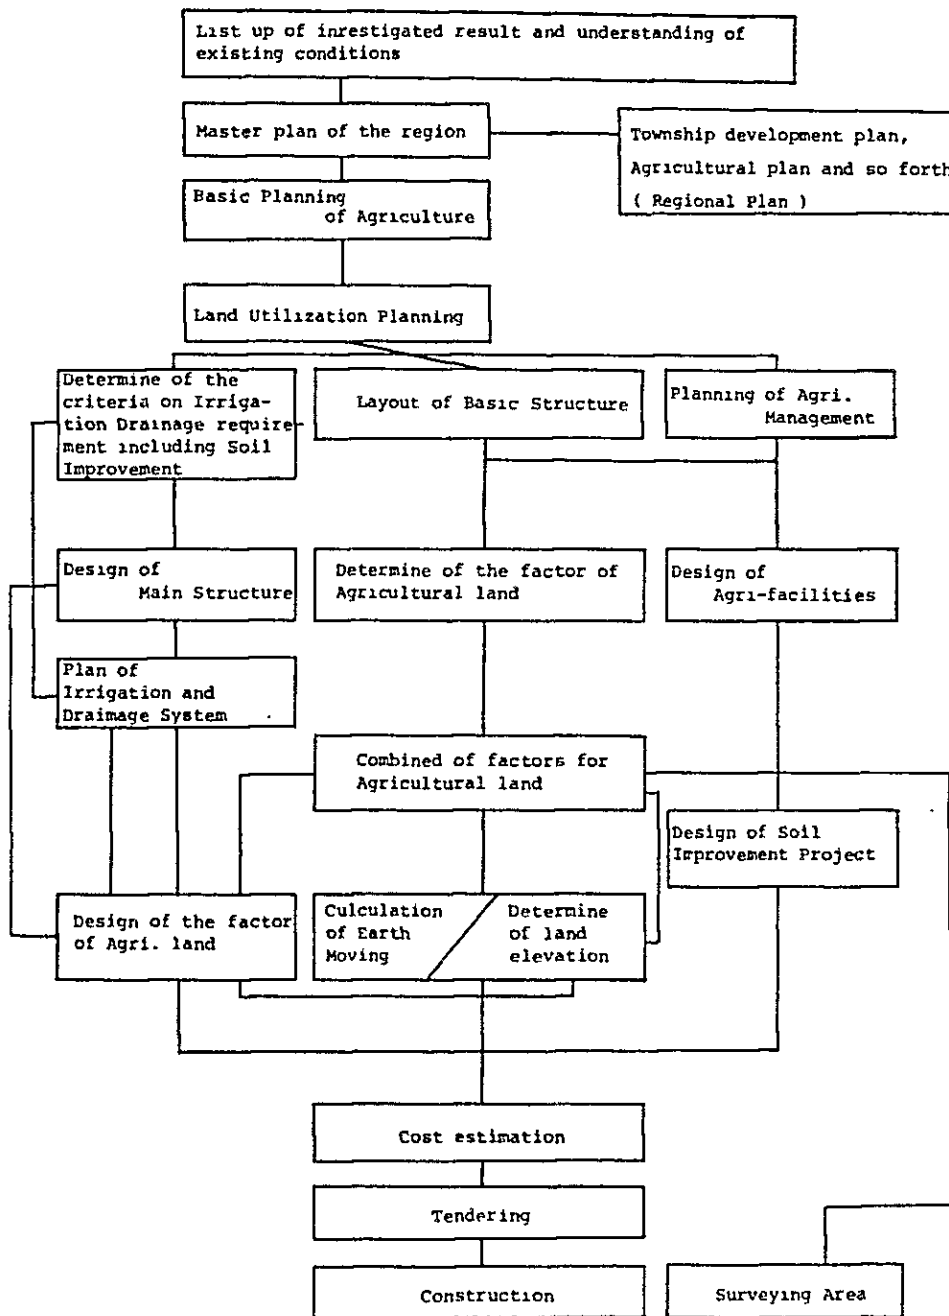 List up of inrestigated result and understanding of
existing conditions
Master plan of the region
Township development plan,
Agricultural plan and so forth
( Regional Plan )
Basic Planning
of Agriculture
Land Utilization Planning
Determine of the
criteria on Irriga-
tion Drainage require-
ment including Soil
Improvement
Layout of Basic Structure
Planning of Agri.
Management
Design of
Main Structure
Determine of the factor of
Agricultural land
Design of
Agri-facilities
Plan of
Irrigation and
Draimage System
Combined of factors for
Agricultural land
Design of Soil
Improvement Project
Design of the factor
of Agri. land
Culculation
of Earth
Moving
Determine
of land
elevation
Cost estimation
Tendering
Construction
Surveying Area